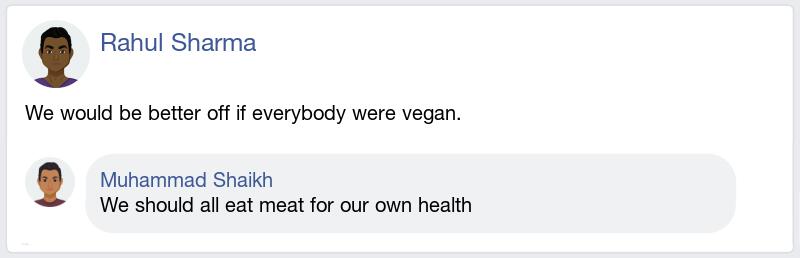 Rahul Sharma
We would be better off if everybody were vegan.
Muhammad Shaikh
We should all eat meat for our own health